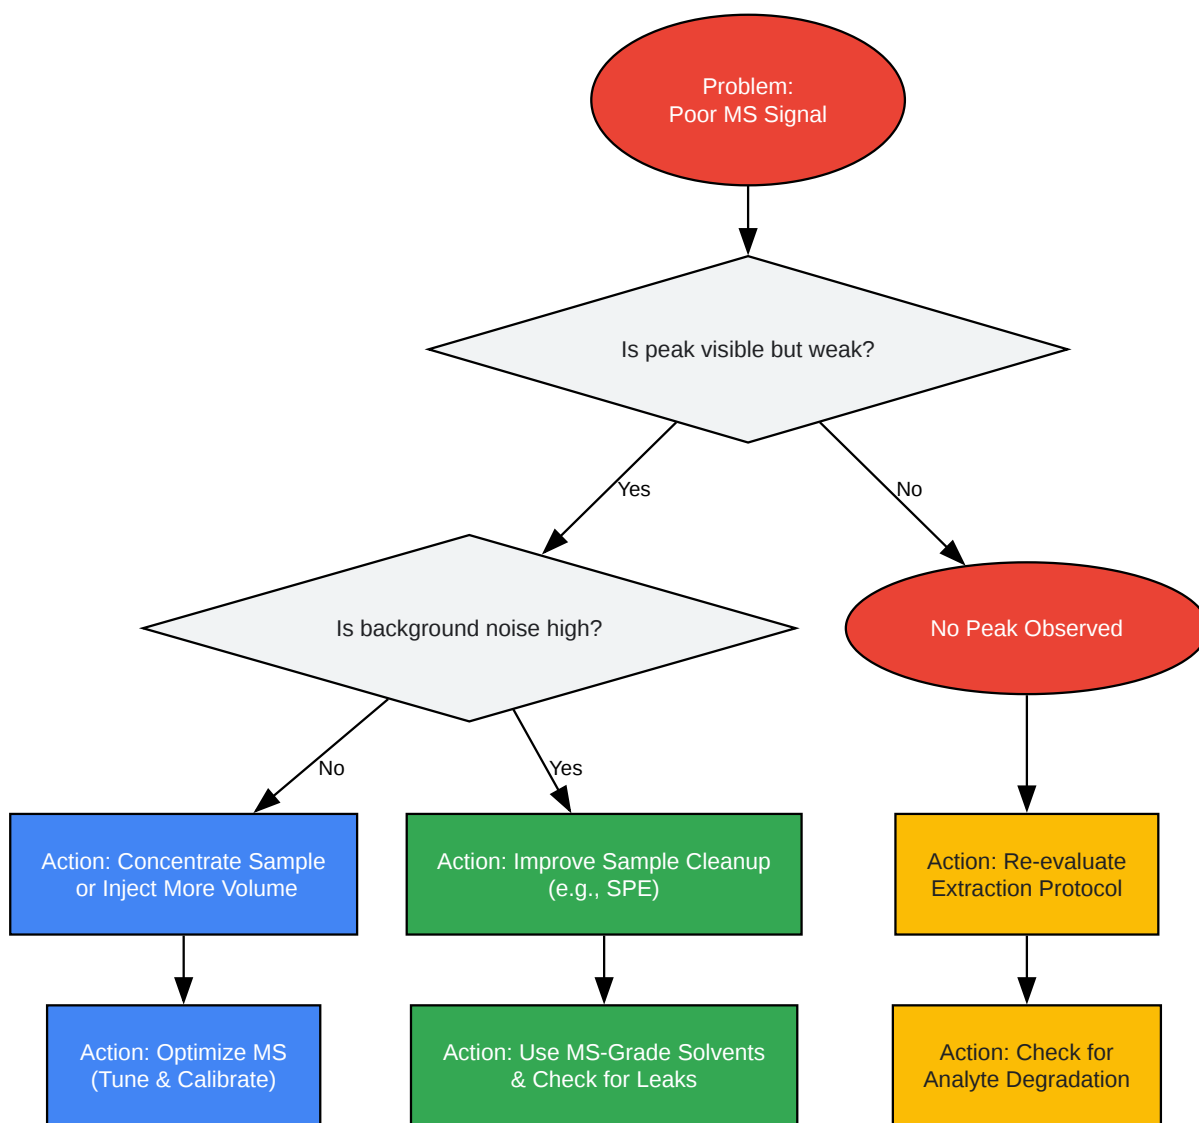 Problem:
Poor MS Signal
Is peak visible but weak?
Yes
No
Is background noise high?
No Peak Observed
No
Yes
Action: Concentrate Sample
or Inject More Volume
Action: Improve Sample Cleanup
(e.g., SPE)
Action: Re-evaluate
Extraction Protocol
Action: Optimize MS
(Tune & Calibrate)
Action: Use MS-Grade Solvents
& Check for Leaks
Action: Check for
Analyte Degradation